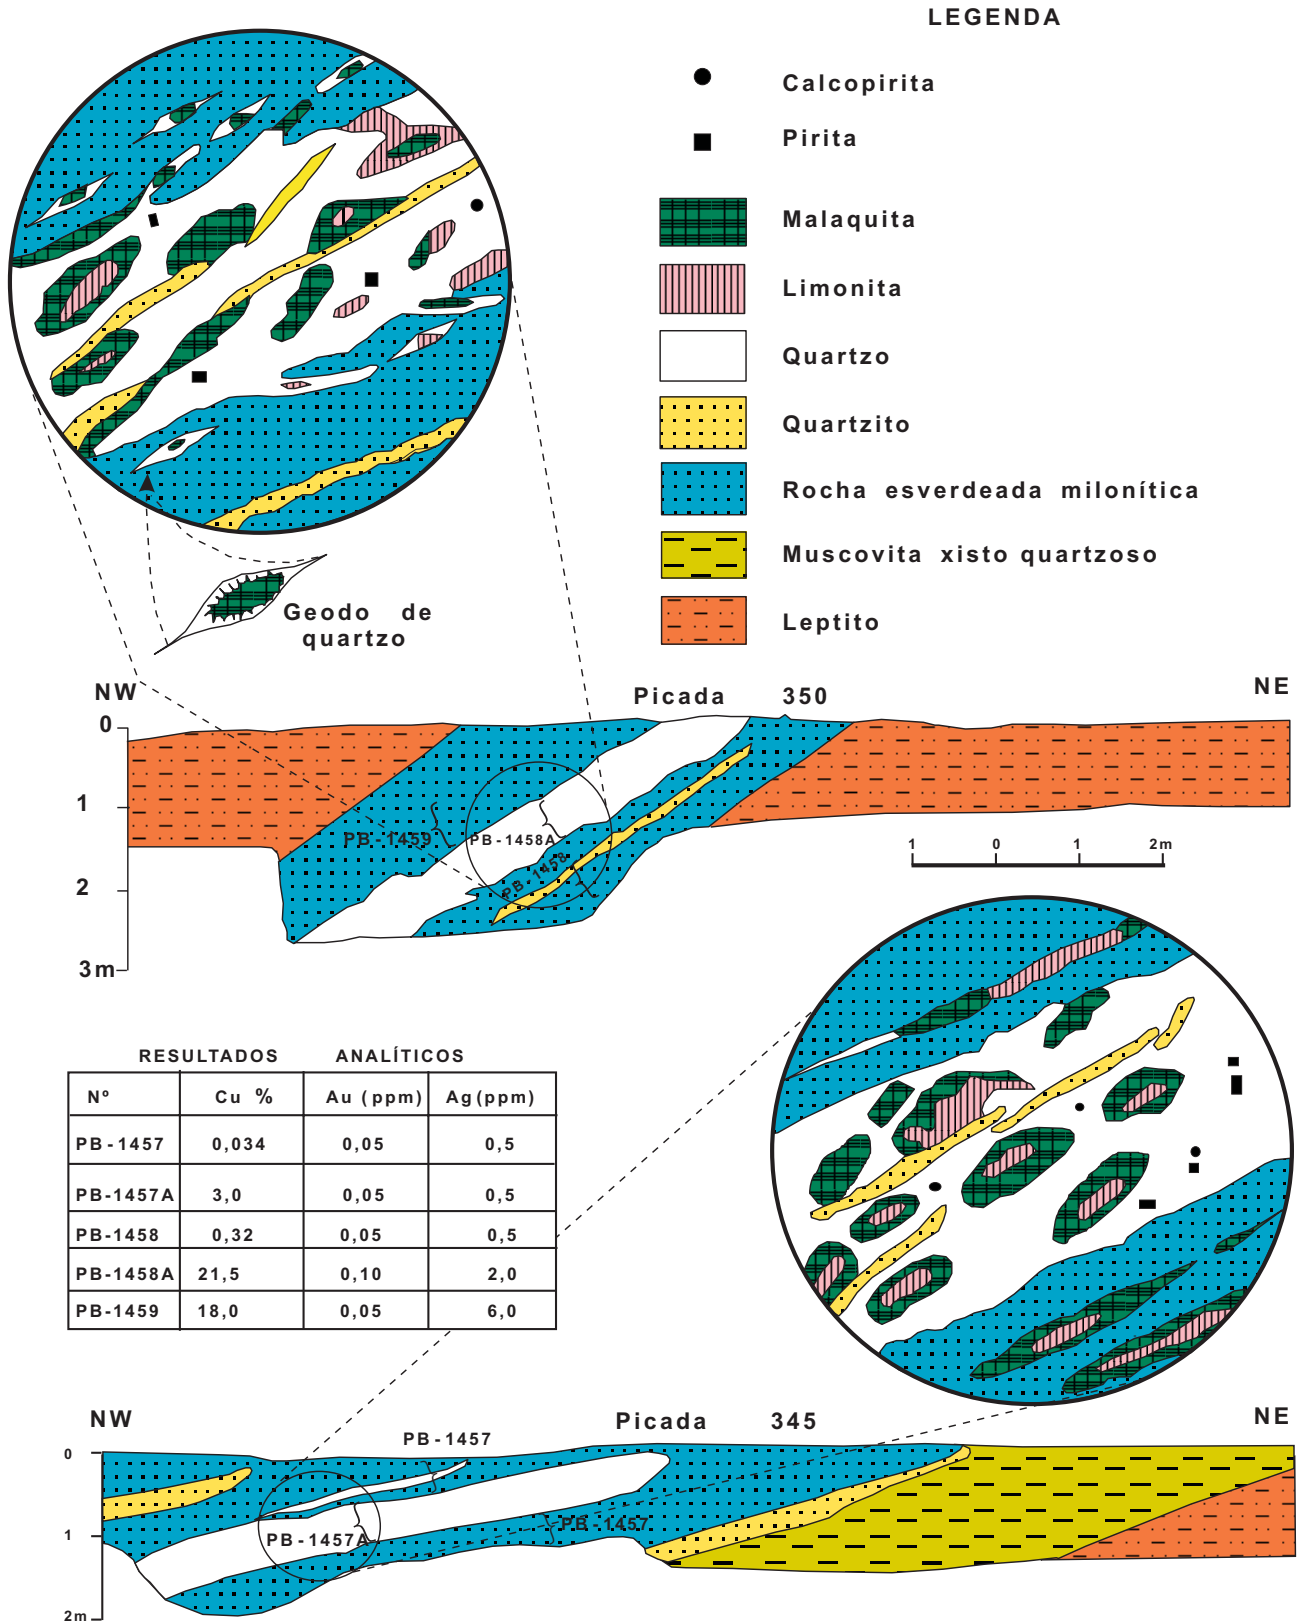 LEGENDA
Calcopirita
Pirita
Malaquita
Limonita
Quartzo
Quartzito
Rocha esverdeada milonítica
Muscovita xisto quartzoso
Leptito
Geodo de
quartzo
NW
Picada 350
NE
0
1
2
3m
PB-1459
PB-1458A
PB-1458
1 0 1 2m
RESULTADOS ANALÍTICOS
Nº Cu % Au (ppm) Ag(ppm)
PB-1457 0,034 0,05 0,5
PB-1457A 3,0 0,05 0,5
PB-1458 0,32 0,05 0,5
PB-1458A 21,5 0,10 2,0
PB-1459 18,0 0,05 6,0
NW
Picada 345
NE
0
1
2m
PB-1457
PB-1457A
PB-1457